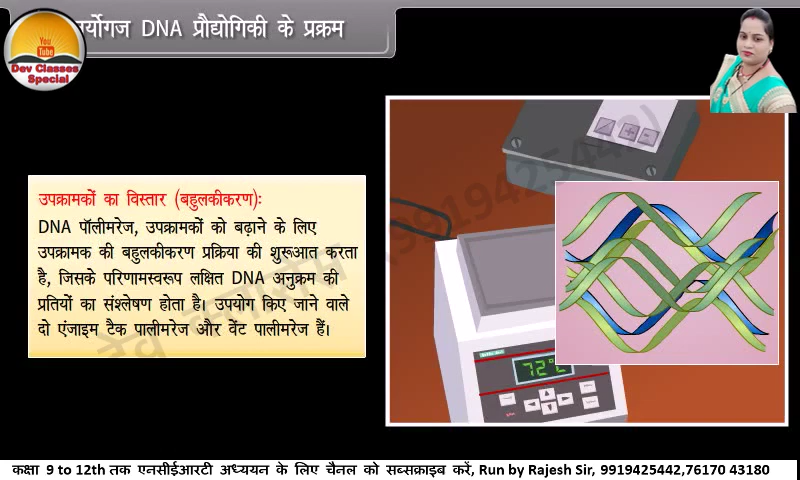 र्योगज DNA प्रौद्योगिकी के प्रक्रम
You
Tube
Dev Classes
Special
उपक्रामकों का विस्तार (बहुलकीकरण):
DNA पॉलीमरेज, उपक्रामकों को बढ़ाने के लिए
उपक्रामक की बहुलकीकरण प्रक्रिया की शुरूआत करता
है, जिसके परिणामस्वरूप लक्षित DNA अनुक्रम की
प्रतियों का संश्लेषण होता है। उपयोग किए जाने वाले
दो एंजाइम टैक पालीमरेज और वेंट पालीमरेज हैं।
देव क्लासेस (9919425442)
72°C
कक्षा 9 to 12th तक एनसीईआरटी अध्ययन के लिए चैनल को सब्सक्राइब करें, Run by Rajesh Sir, 9919425442,76170 43180